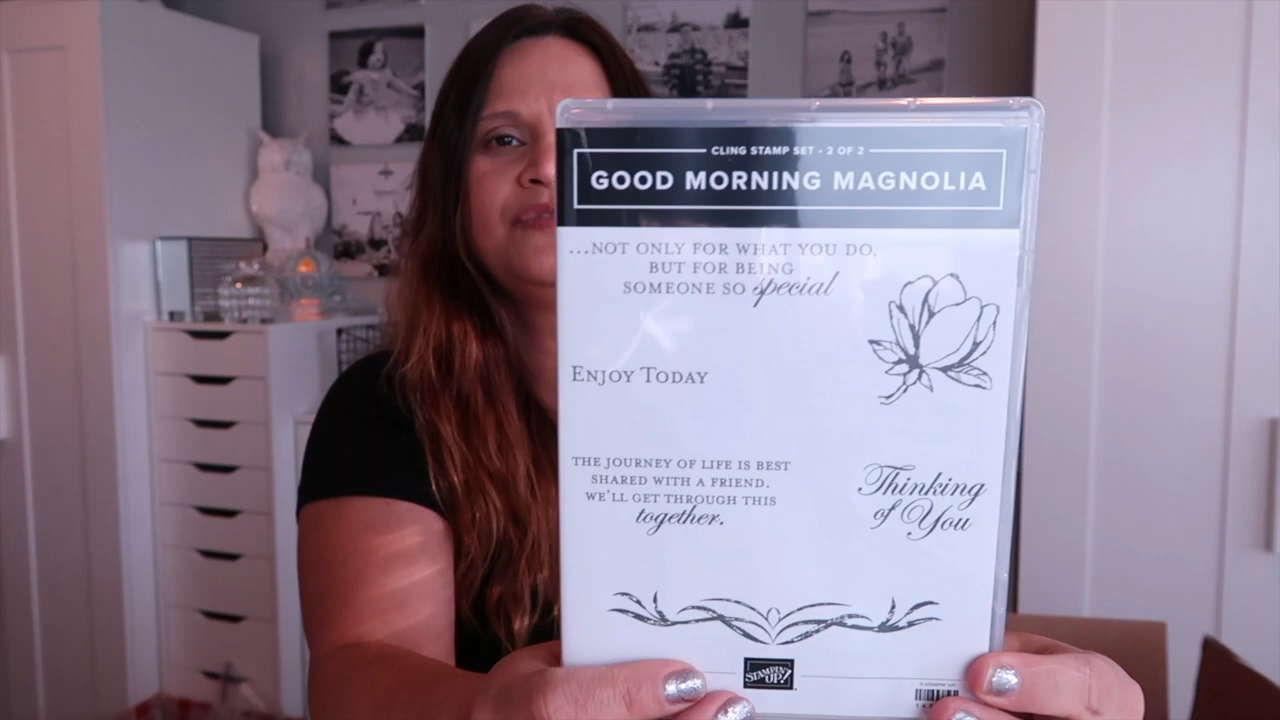 CLING STAMP SET • 2 OF 2
GOOD MORNING MAGNOLIA
...NOT ONLY FOR WHAT YOU DO,
BUT FOR BEING
SOMEONE SO special
ENJOY TODAY
THE JOURNEY OF LIFE IS BEST
SHARED WITH A FRIEND.
WE'LL GET THROUGH THIS
together.
Thinking
of You
STAMPIN'
UP!